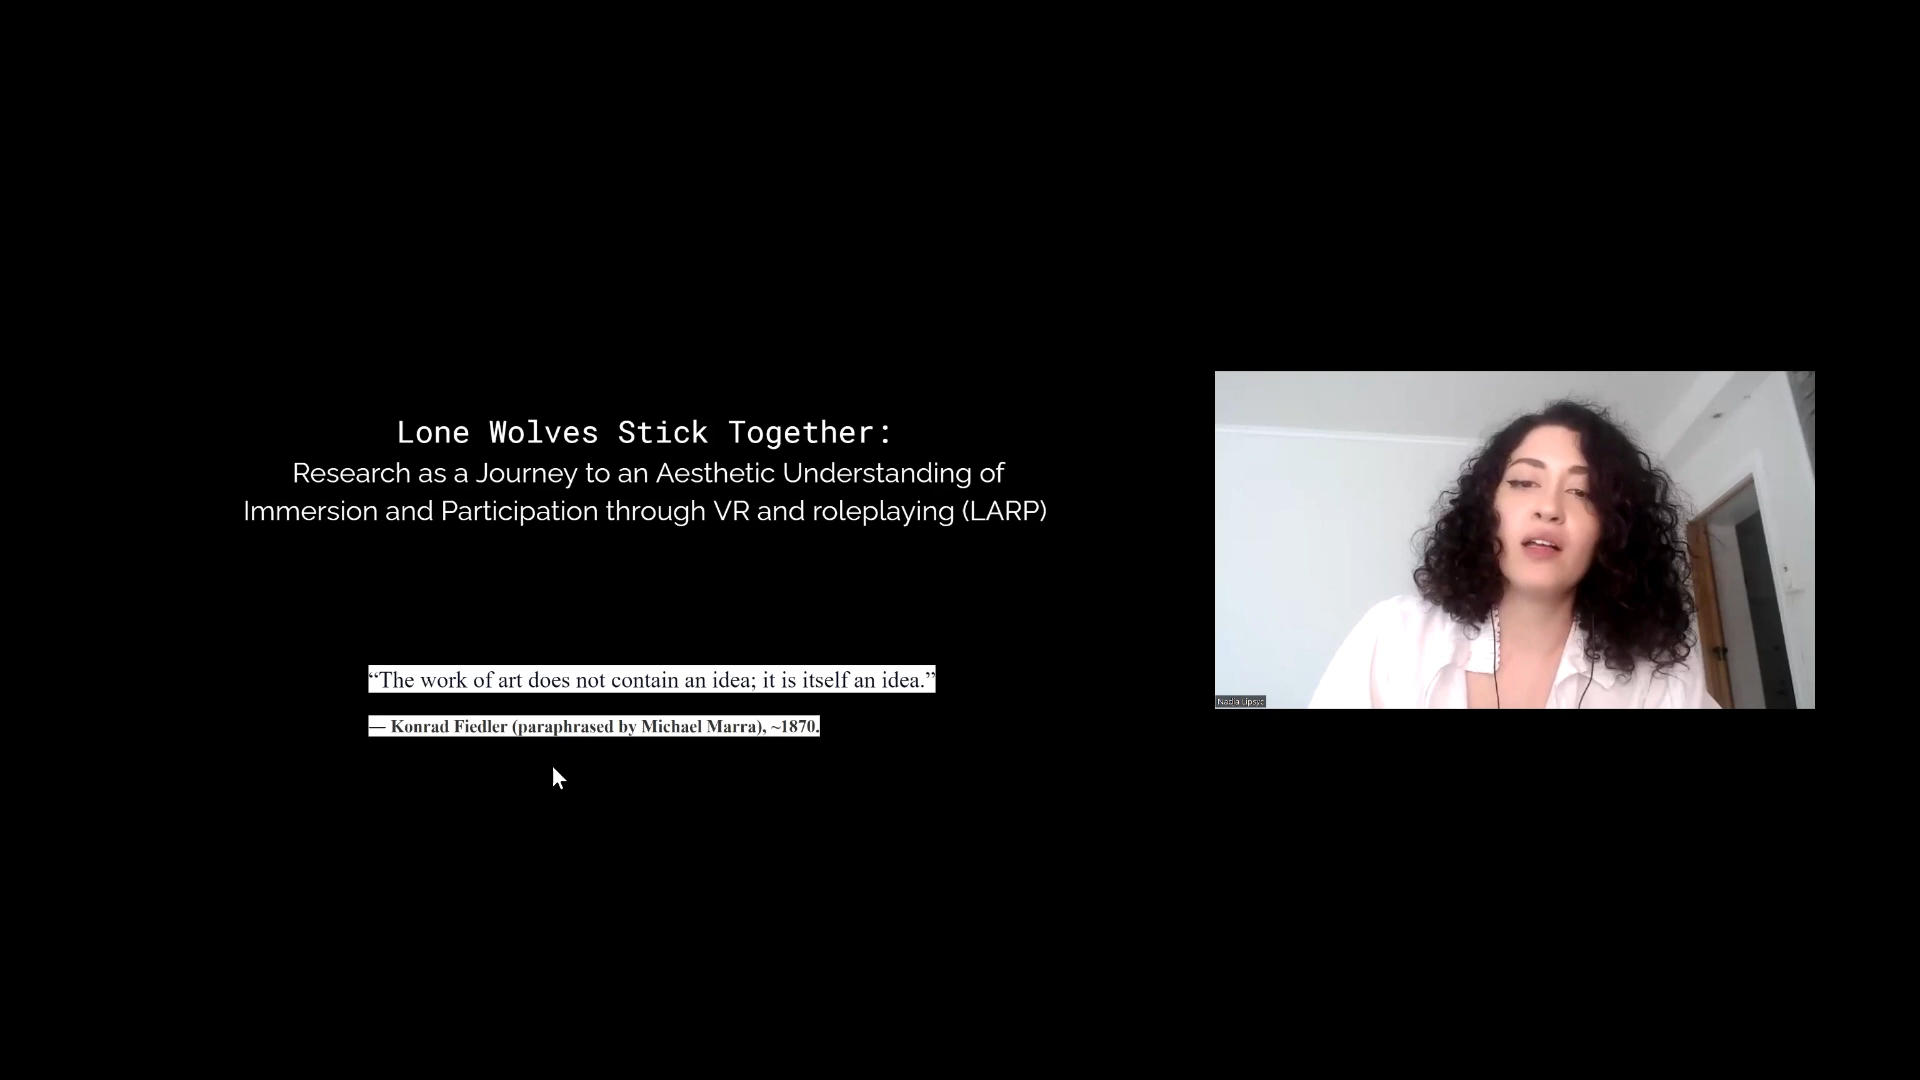 Lone Wolves Stick Together:
Research as a Journey to an Aesthetic Understanding of
Immersion and Participation through VR and roleplaying (LARP)
“The work of art does not contain an idea; it is itself an idea.”
— Konrad Fiedler (paraphrased by Michael Marra), ~1870.
Nadja Lipsyc